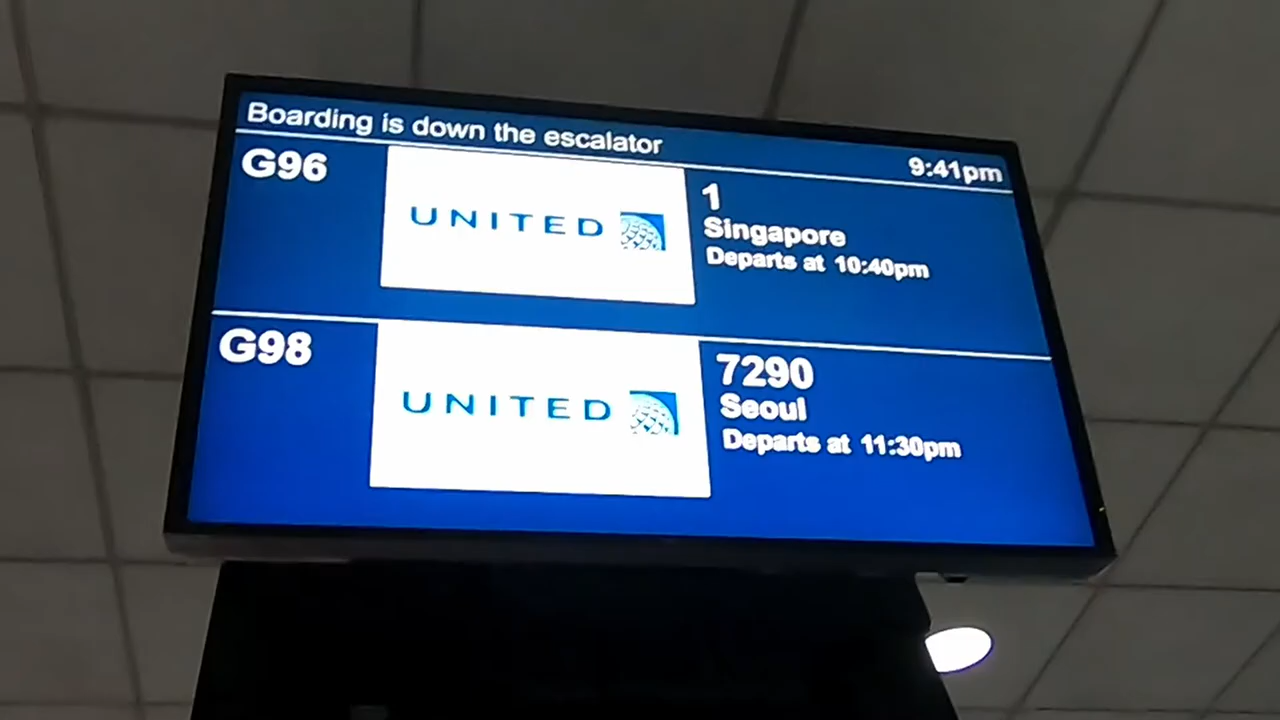 Boarding is down the escalator
9:41pm
G96
UNITED
1
Singapore
Departs at 10:40pm
G98
UNITED
7290
Seoul
Departs at 11:30pm